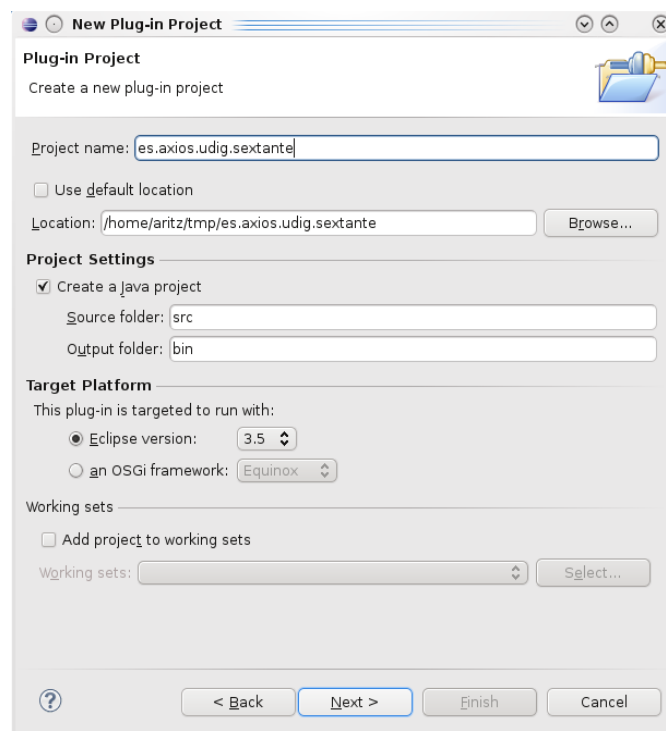 New Plug-in Project
Plug-in Project
Create a new plug-in project
Project name: es.axios.udig.sextante
Use default location
Location: /home/aritz/tmp/es.axios.udig.sextante Browse...
Project Settings
Create a Java project
Source folder: src
Output folder: bin
Target Platform
This plug-in is targeted to run with:
Eclipse version: 3.5
an OSGi framework: Equinox
Working sets
Add project to working sets
Working sets: Select...
? < Back Next > Finish Cancel